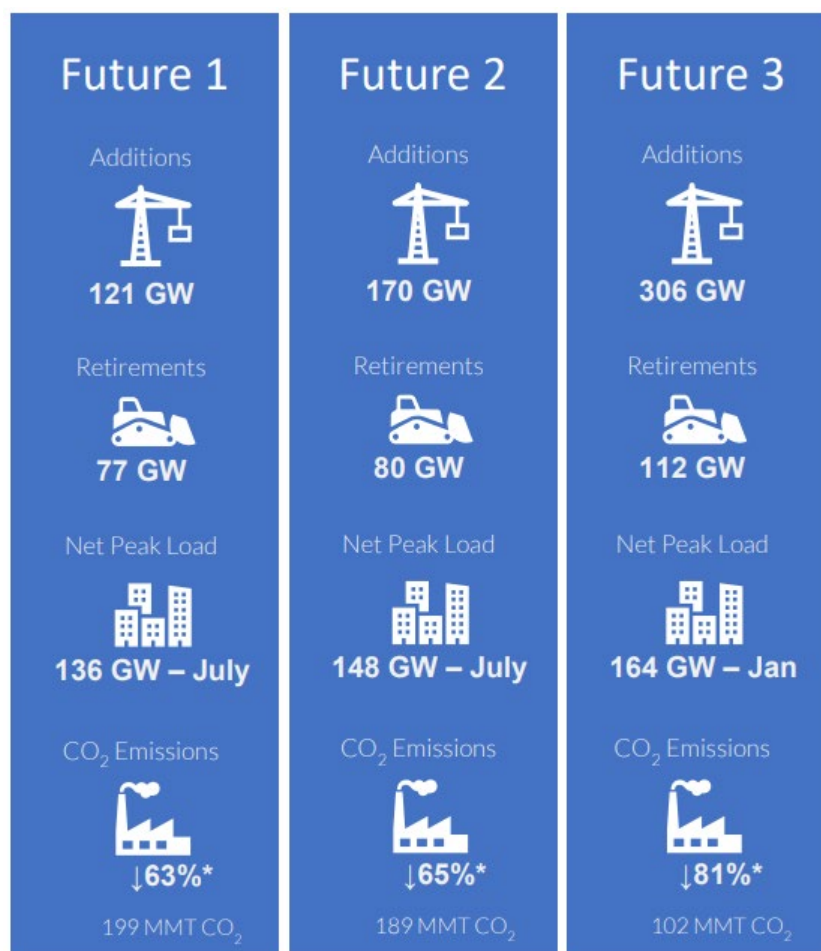 Future 1
Additions
121 GW
Retirements
77 GW
Net Peak Load
136 GW – July
CO₂ Emissions
↓63%*
199 MMT CO₂
Future 2
Additions
170 GW
Retirements
80 GW
Net Peak Load
148 GW – July
CO₂ Emissions
↓65%*
189 MMT CO₂
Future 3
Additions
306 GW
Retirements
112 GW
Net Peak Load
164 GW – Jan
CO₂ Emissions
↓81%*
102 MMT CO₂